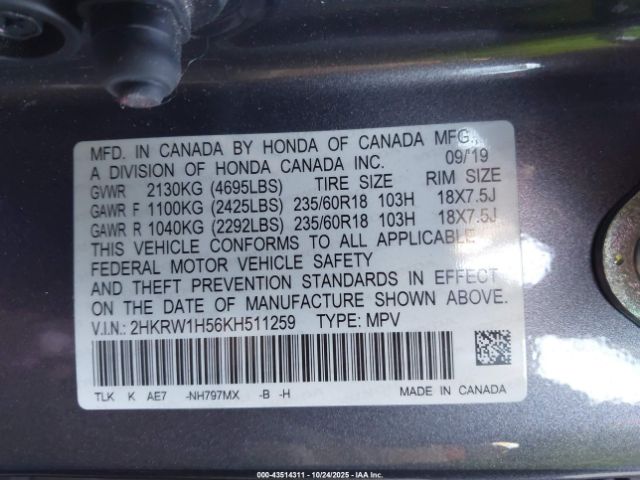 MFD. IN CANADA BY HONDA OF CANADA MFG.,
A DIVISION OF HONDA CANADA INC. 09/'19
GVWR 2130KG (4695LBS) TIRE SIZE RIM SIZE
GAWR F 1100KG (2425LBS) 235/60R18 103H 18X7.5J
GAWR R 1040KG (2292LBS) 235/60R18 103H 18X7.5J
THIS VEHICLE CONFORMS TO ALL APPLICABLE
FEDERAL MOTOR VEHICLE SAFETY
AND THEFT PREVENTION STANDARDS IN EFFECT
ON THE DATE OF MANUFACTURE SHOWN ABOVE.
V.I.N.: 2HKRW1H56KH511259 TYPE: MPV
TLK K AE7 -NH797MX -B -H MADE IN CANADA
000-43514311 - 10/24/2025 - IAA Inc.